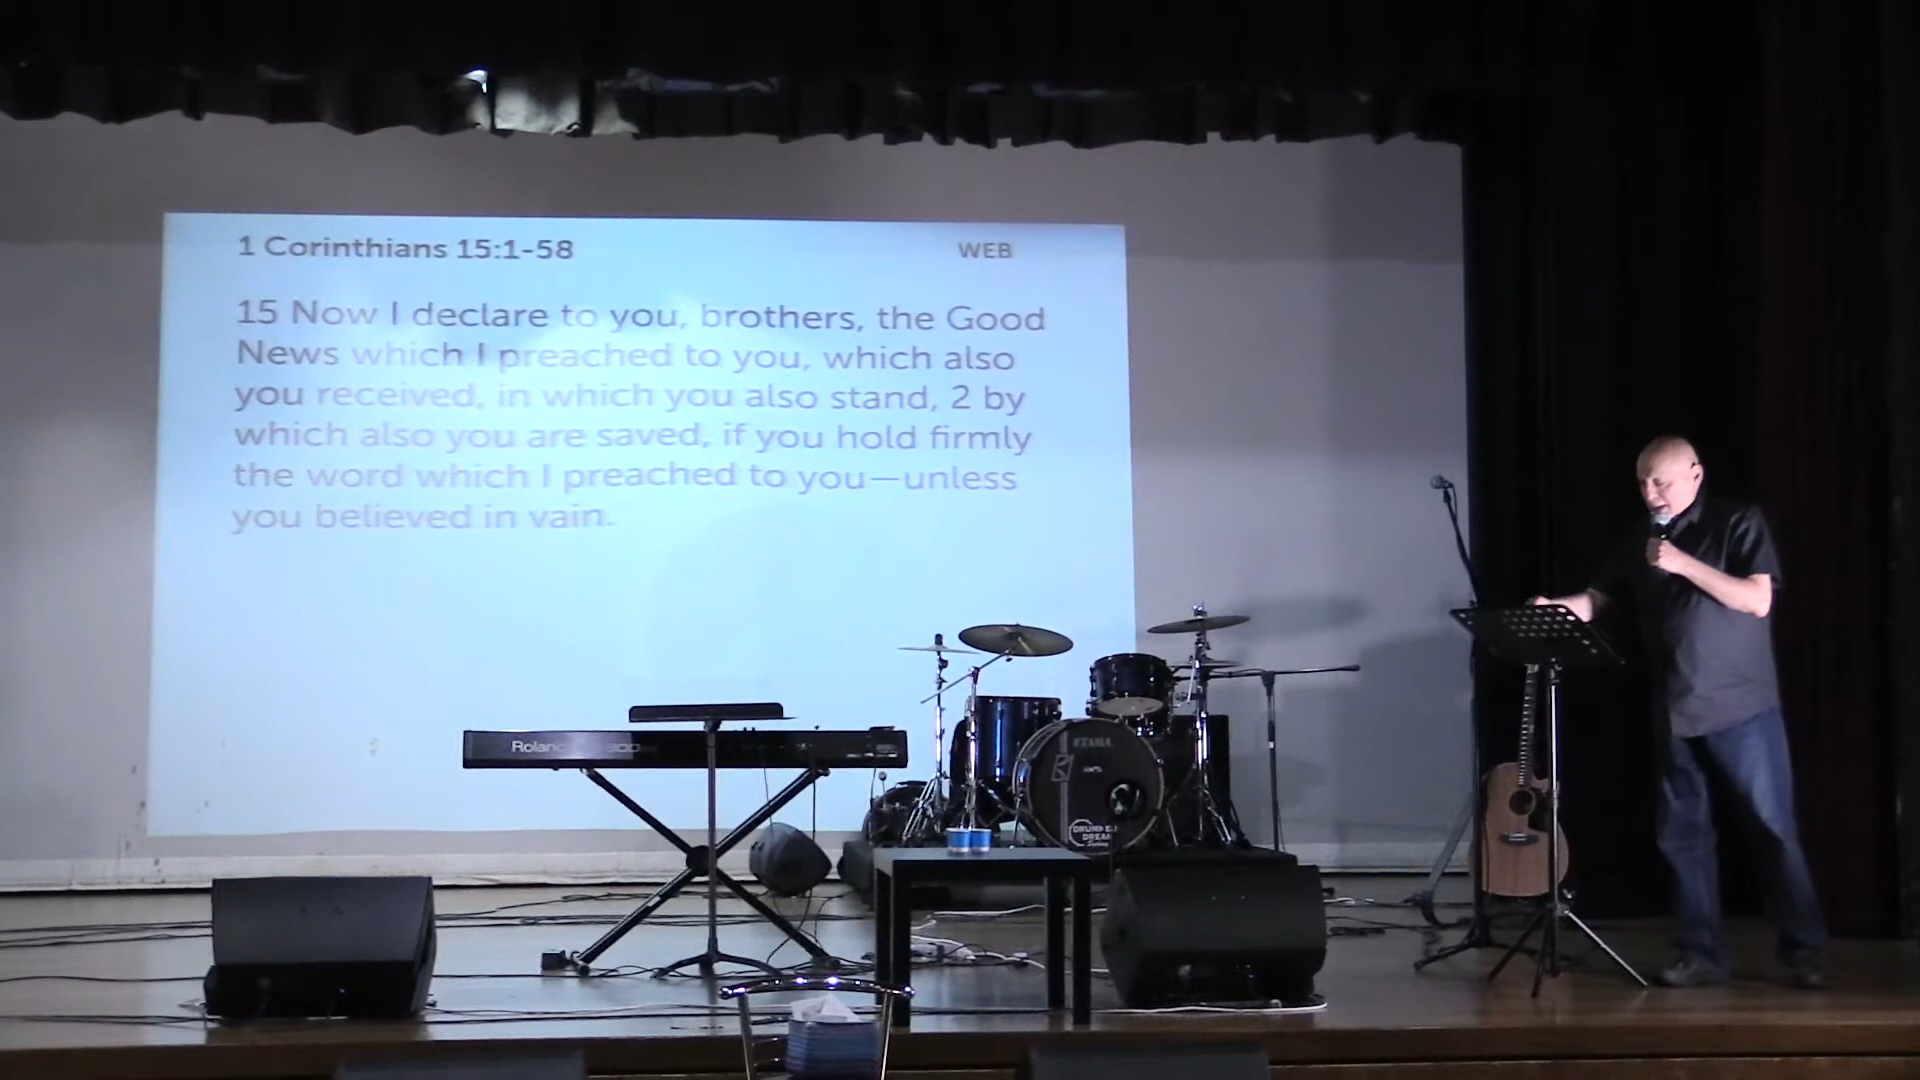 1 Corinthians 15:1-58
WEB
15 Now I declare to you, brothers, the Good
News which I preached to you, which also
you received, in which you also stand, 2 by
which also you are saved, if you hold firmly
the word which I preached to you—unless
you believed in vain.
Roland
TAMA
DRUMMER
DREAM